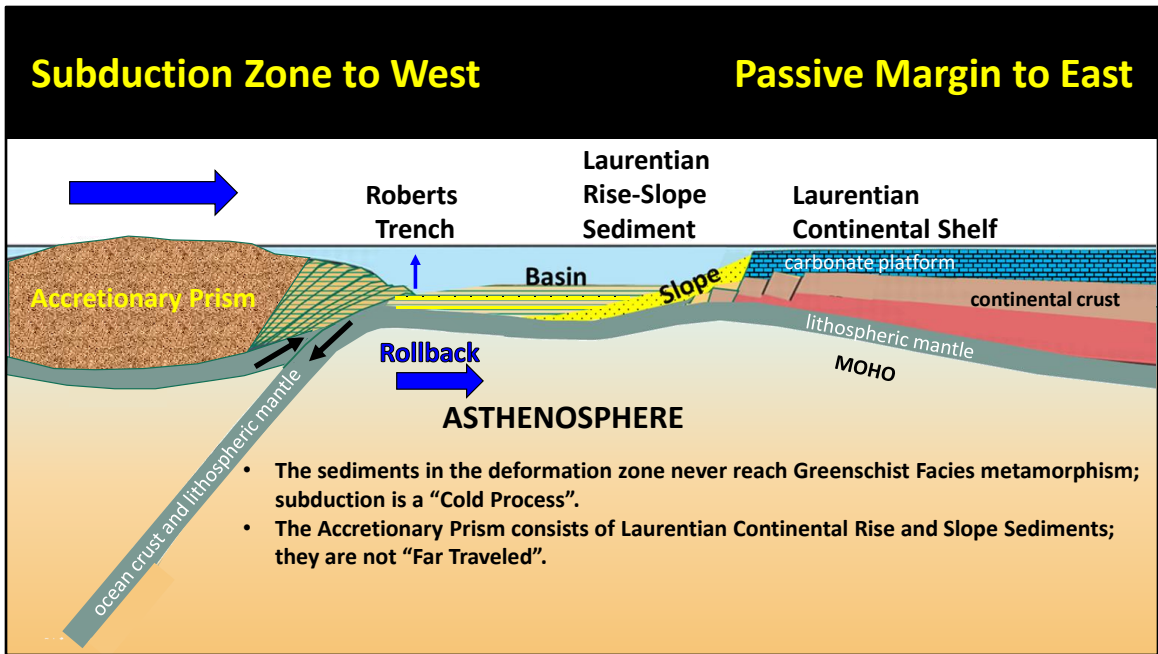 Subduction Zone to West
Passive Margin to East
Roberts
Trench
Laurentian
Rise-Slope
Sediment
Laurentian
Continental Shelf
carbonate platform
Accretionary Prism
Basin
Slope
continental crust
lithospheric mantle
MOHO
Rollback
ocean crust and lithospheric mantle
ASTHENOSPHERE
• The sediments in the deformation zone never reach Greenschist Facies metamorphism;
subduction is a “Cold Process”.
• The Accretionary Prism consists of Laurentian Continental Rise and Slope Sediments;
they are not “Far Traveled”.